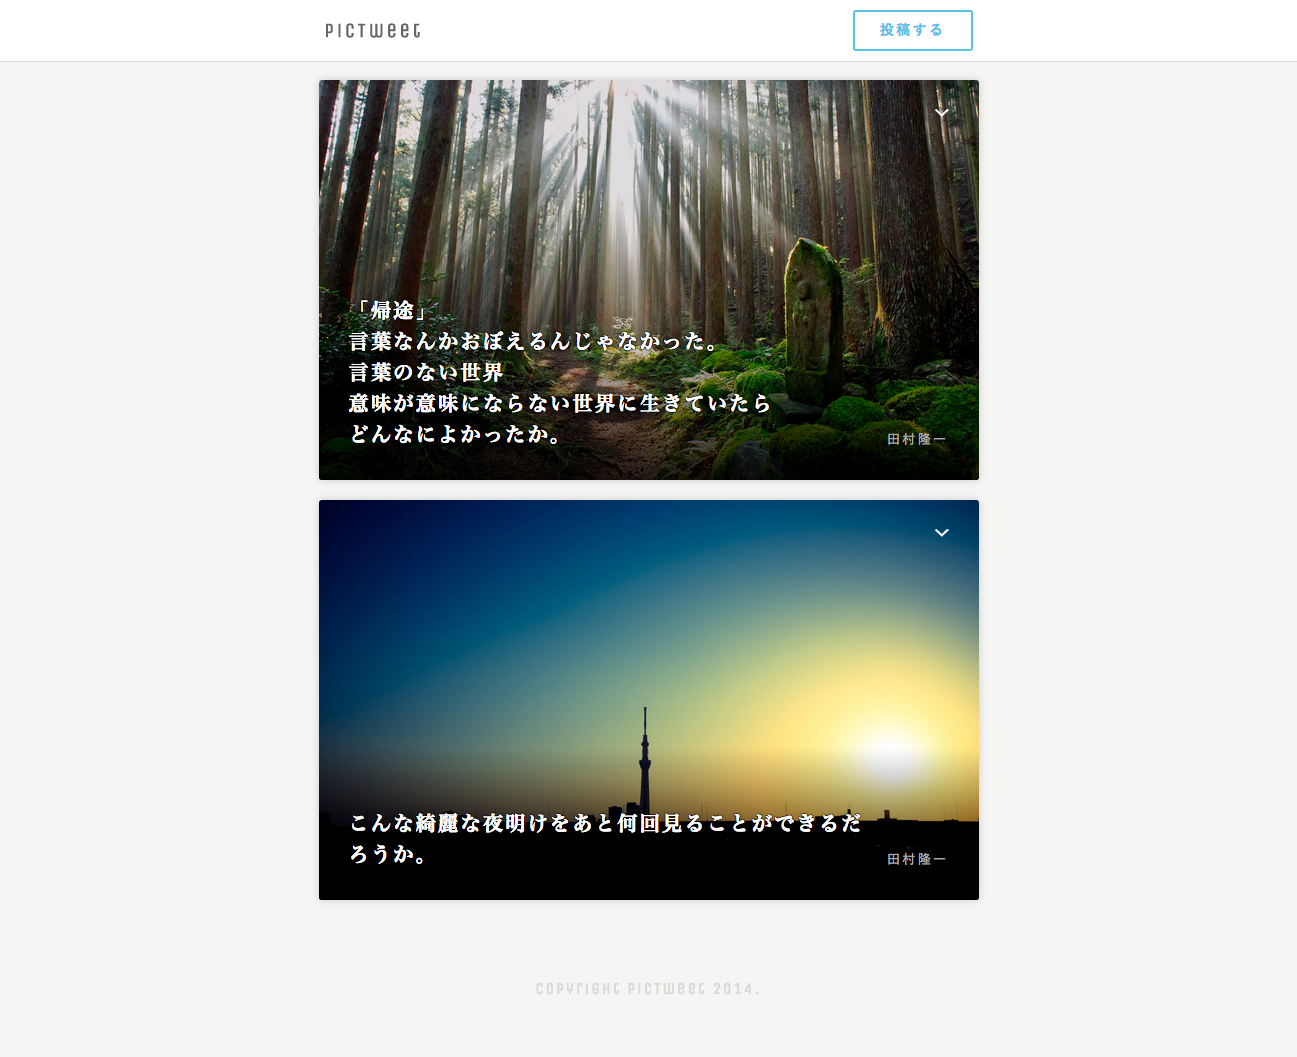 PICTWEET
投稿する
「帰途」
言葉なんかおぼえるんじゃなかった。
言葉のない世界
意味が意味にならない世界に生きていたら
どんなによかったか。
田村隆一
こんな綺麗な夜明けをあと何回見ることができるだ
ろうか。
田村隆一
COPYRIGHT PICTWEET 2014.